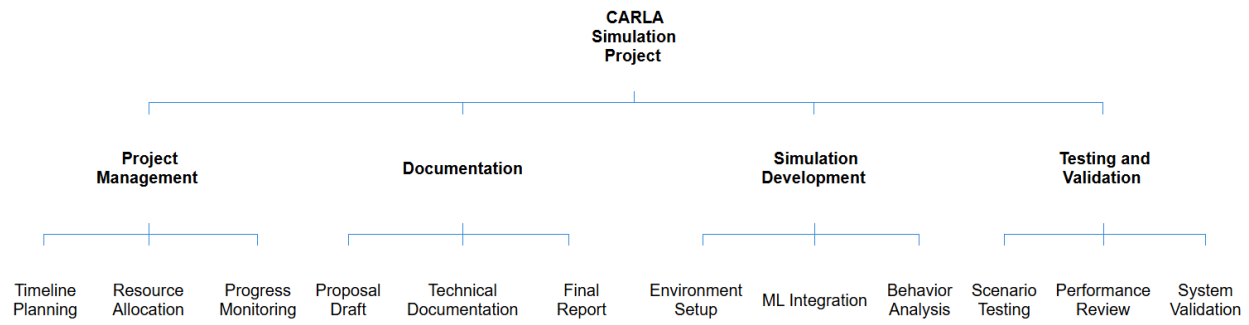 CARLA
Simulation
Project
Project
Management
Documentation
Simulation
Development
Testing and
Validation
Timeline
Planning
Resource
Allocation
Progress
Monitoring
Proposal
Draft
Technical
Documentation
Final
Report
Environment
Setup
ML Integration
Behavior
Analysis
Scenario
Testing
Performance
Review
System
Validation